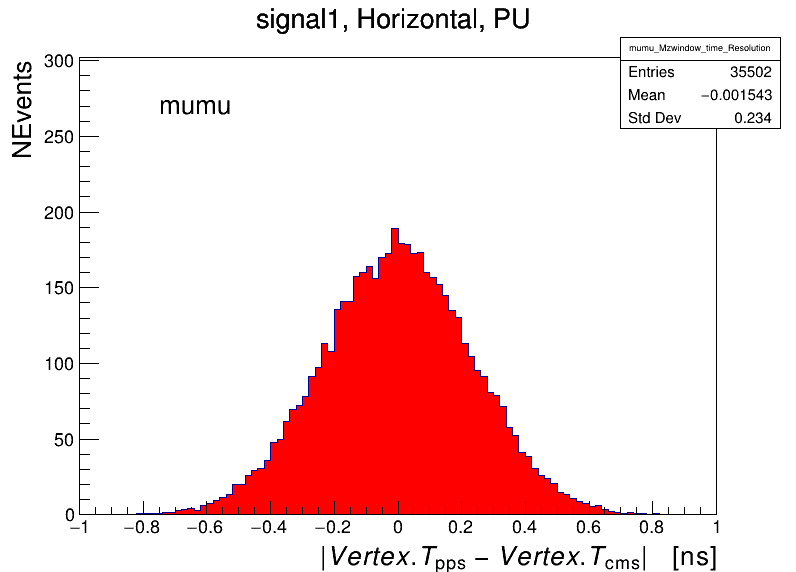 signal1, Horizontal, PU
mumu_Mzwindow_time_Resolution
Entries 35502
Mean −0.001543
Std Dev 0.234
NEvents
mumu
300
250
200
150
100
50
0
−1 −0.8 −0.6 −0.4 −0.2 0 0.2 0.4 0.6 0.8 1
|Vertex.Tpps − Vertex.Tcms| [ns]